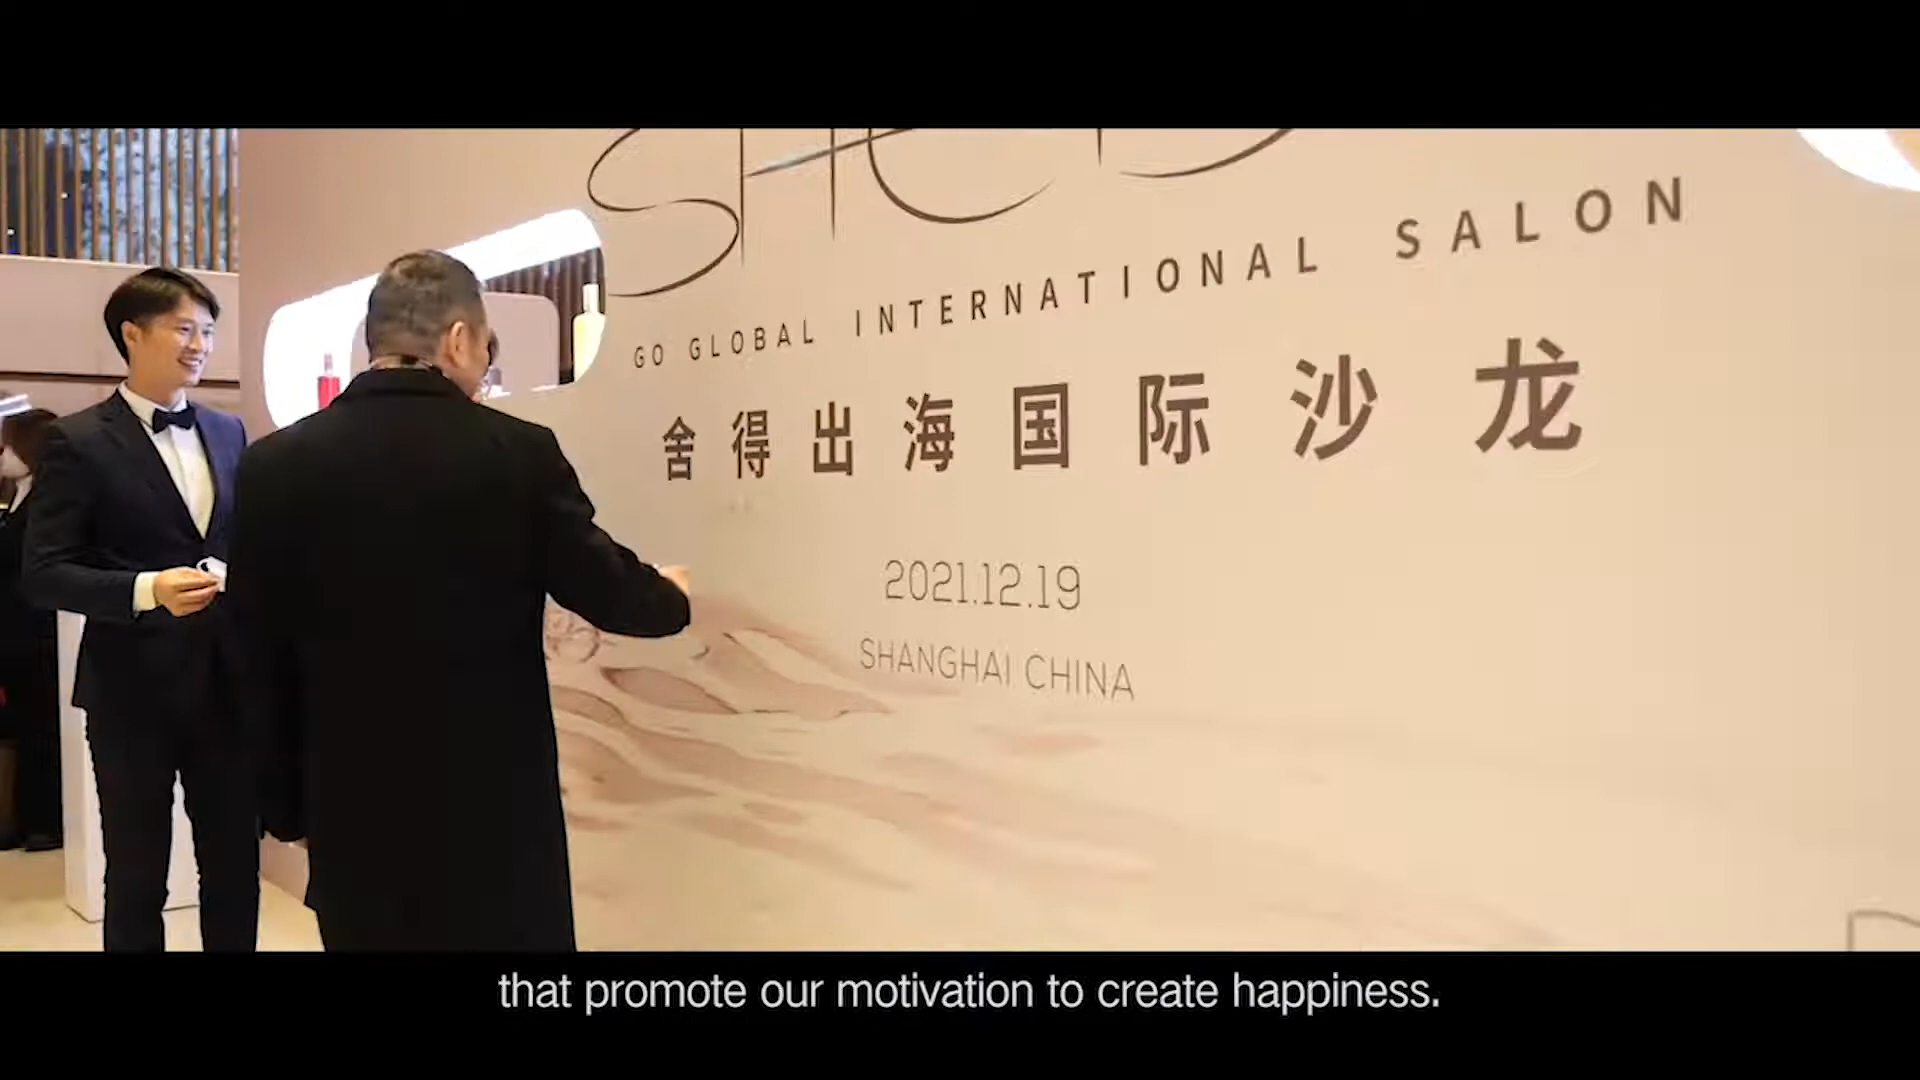 GO GLOBAL INTERNATIONAL SALON
舍得出海国际沙龙
2021.12.19
SHANGHAI CHINA
that promote our motivation to create happiness.